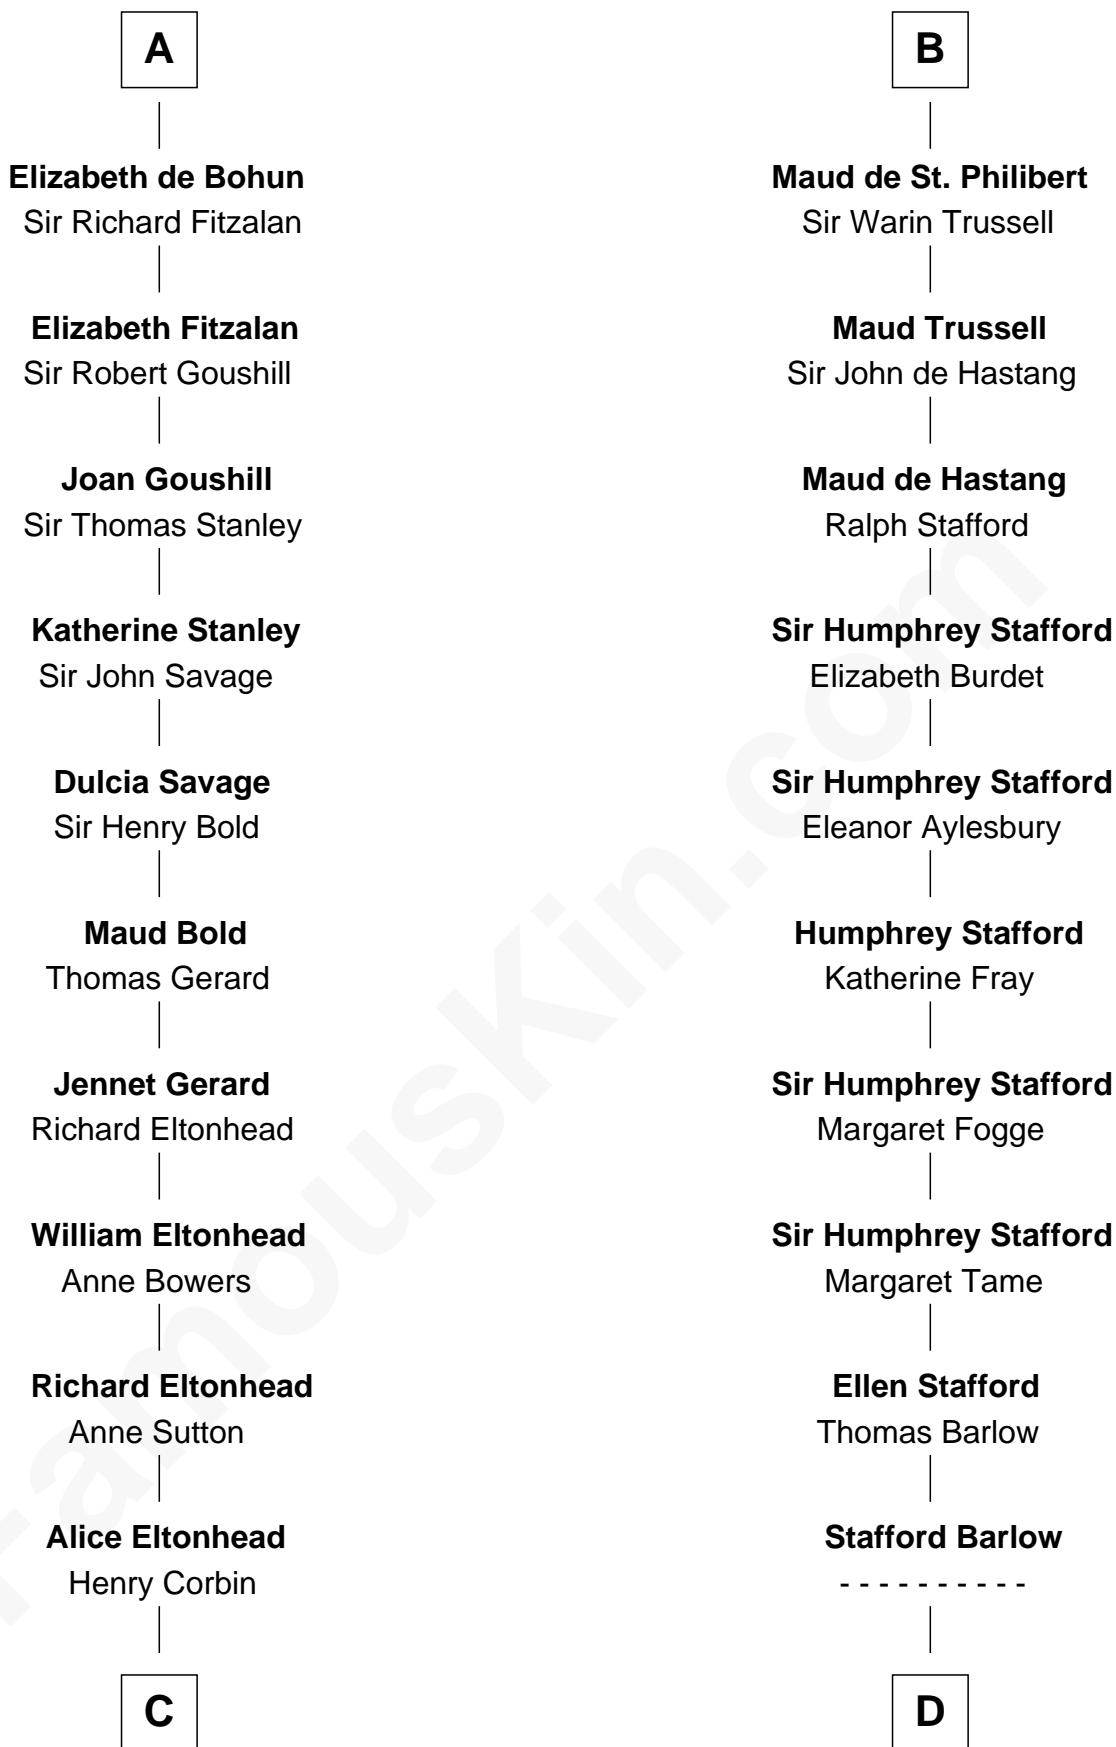 A
Elizabeth de Bohun
Sir Richard Fitzalan
Elizabeth Fitzalan
Sir Robert Goushill
Joan Goushill
Sir Thomas Stanley
Katherine Stanley
Sir John Savage
Dulcia Savage
Sir Henry Bold
Maud Bold
Thomas Gerard
Jennet Gerard
Richard Eltonhead
William Eltonhead
Anne Bowers
Richard Eltonhead
Anne Sutton
Alice Eltonhead
Henry Corbin
C
B
Maud de St. Philibert
Sir Warin Trussell
Maud Trussell
Sir John de Hastang
Maud de Hastang
Ralph Stafford
Sir Humphrey Stafford
Elizabeth Burdet
Sir Humphrey Stafford
Eleanor Aylesbury
Humphrey Stafford
Katherine Fray
Sir Humphrey Stafford
Margaret Fogge
Sir Humphrey Stafford
Margaret Tame
Ellen Stafford
Thomas Barlow
Stafford Barlow
- - - - - - - - - -
D
FamousKin.com